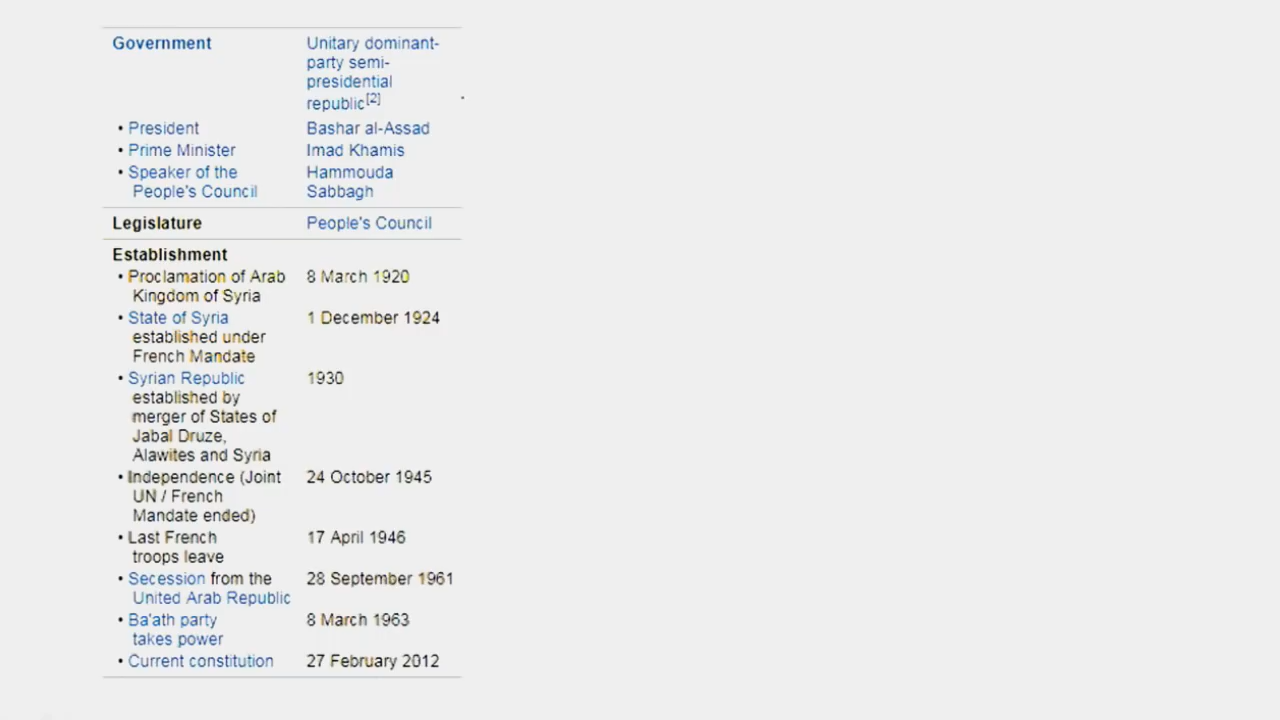 Government Unitary dominant-
party semi-
presidential
republic[2]
• President Bashar al-Assad
• Prime Minister Imad Khamis
• Speaker of the Hammouda
People's Council Sabbagh
Legislature People's Council
Establishment
• Proclamation of Arab 8 March 1920
Kingdom of Syria
• State of Syria 1 December 1924
established under
French Mandate
• Syrian Republic 1930
established by
merger of States of
Jabal Druze,
Alawites and Syria
• Independence (Joint 24 October 1945
UN / French
Mandate ended)
• Last French 17 April 1946
troops leave
• Secession from the 28 September 1961
United Arab Republic
• Ba'ath party 8 March 1963
takes power
• Current constitution 27 February 2012